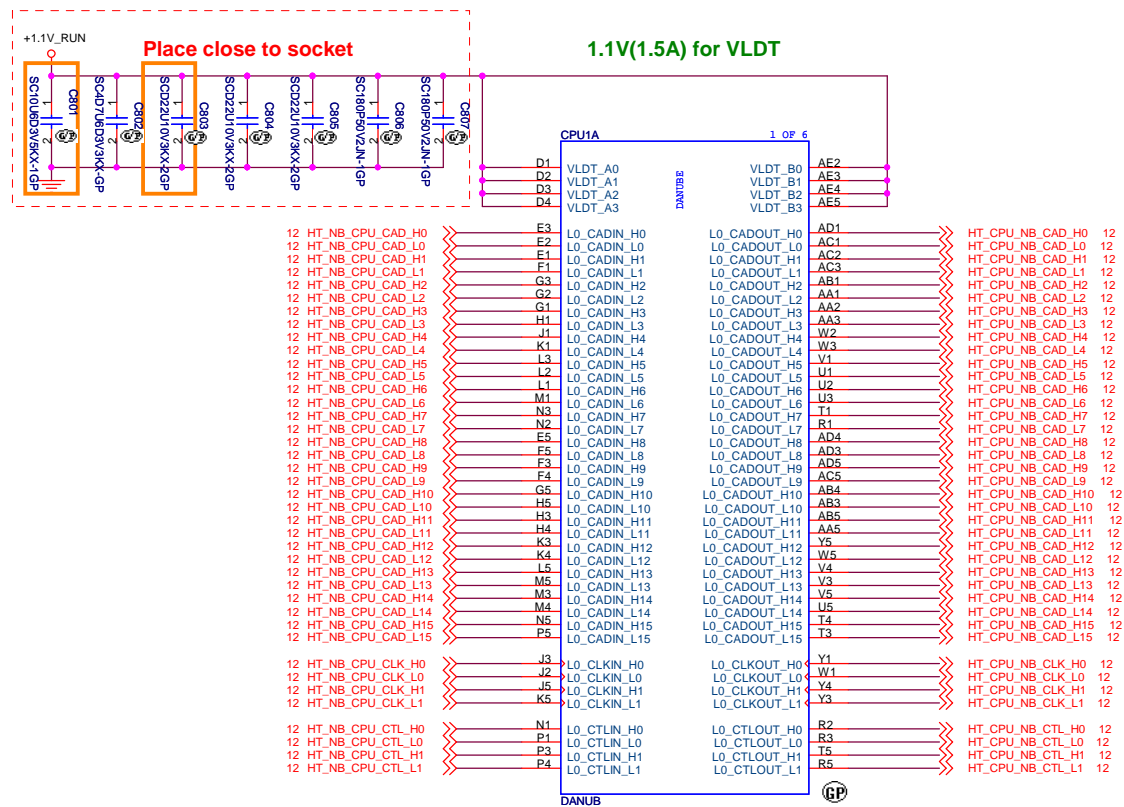 +1.1V_RUN
Place close to socket
1.1V(1.5A) for VLDT
SC10U6D3V5KX-1GP 1 2 C801 G/P
SC4D7U6D3V3KX-GP 1 2 C802 G/P
SCD22U10V3KX-2GP 1 2 C803 G/P
SCD22U10V3KX-2GP 1 2 C804 G/P
SCD22U10V3KX-2GP 1 2 C805 G/P
SC180P50V2JN-1GP 1 2 C806 G/P
SC180P50V2JN-1GP 1 2 C807 G/P
CPU1A 1 OF 6
DANUBE
D1 VLDT_A0 VLDT_B0 AE2
D2 VLDT_A1 VLDT_B1 AE3
D3 VLDT_A2 VLDT_B2 AE4
D4 VLDT_A3 VLDT_B3 AE5
12 HT_NB_CPU_CAD_H0 E3 L0_CADIN_H0 L0_CADOUT_H0 AD1 HT_CPU_NB_CAD_H0 12
12 HT_NB_CPU_CAD_L0 E2 L0_CADIN_L0 L0_CADOUT_L0 AC1 HT_CPU_NB_CAD_L0 12
12 HT_NB_CPU_CAD_H1 E1 L0_CADIN_H1 L0_CADOUT_H1 AC2 HT_CPU_NB_CAD_H1 12
12 HT_NB_CPU_CAD_L1 F1 L0_CADIN_L1 L0_CADOUT_L1 AC3 HT_CPU_NB_CAD_L1 12
12 HT_NB_CPU_CAD_H2 G3 L0_CADIN_H2 L0_CADOUT_H2 AB1 HT_CPU_NB_CAD_H2 12
12 HT_NB_CPU_CAD_L2 G2 L0_CADIN_L2 L0_CADOUT_L2 AA1 HT_CPU_NB_CAD_L2 12
12 HT_NB_CPU_CAD_H3 G1 L0_CADIN_H3 L0_CADOUT_H3 AA2 HT_CPU_NB_CAD_H3 12
12 HT_NB_CPU_CAD_L3 H1 L0_CADIN_L3 L0_CADOUT_L3 AA3 HT_CPU_NB_CAD_L3 12
12 HT_NB_CPU_CAD_H4 J1 L0_CADIN_H4 L0_CADOUT_H4 W2 HT_CPU_NB_CAD_H4 12
12 HT_NB_CPU_CAD_L4 K1 L0_CADIN_L4 L0_CADOUT_L4 W3 HT_CPU_NB_CAD_L4 12
12 HT_NB_CPU_CAD_H5 L3 L0_CADIN_H5 L0_CADOUT_H5 V1 HT_CPU_NB_CAD_H5 12
12 HT_NB_CPU_CAD_L5 L2 L0_CADIN_L5 L0_CADOUT_L5 U1 HT_CPU_NB_CAD_L5 12
12 HT_NB_CPU_CAD_H6 L1 L0_CADIN_H6 L0_CADOUT_H6 U2 HT_CPU_NB_CAD_H6 12
12 HT_NB_CPU_CAD_L6 M1 L0_CADIN_L6 L0_CADOUT_L6 U3 HT_CPU_NB_CAD_L6 12
12 HT_NB_CPU_CAD_H7 N3 L0_CADIN_H7 L0_CADOUT_H7 T1 HT_CPU_NB_CAD_H7 12
12 HT_NB_CPU_CAD_L7 N2 L0_CADIN_L7 L0_CADOUT_L7 R1 HT_CPU_NB_CAD_L7 12
12 HT_NB_CPU_CAD_H8 E5 L0_CADIN_H8 L0_CADOUT_H8 AD4 HT_CPU_NB_CAD_H8 12
12 HT_NB_CPU_CAD_L8 F5 L0_CADIN_L8 L0_CADOUT_L8 AD3 HT_CPU_NB_CAD_L8 12
12 HT_NB_CPU_CAD_H9 F3 L0_CADIN_H9 L0_CADOUT_H9 AD5 HT_CPU_NB_CAD_H9 12
12 HT_NB_CPU_CAD_L9 F4 L0_CADIN_L9 L0_CADOUT_L9 AC5 HT_CPU_NB_CAD_L9 12
12 HT_NB_CPU_CAD_H10 G5 L0_CADIN_H10 L0_CADOUT_H10 AB4 HT_CPU_NB_CAD_H10 12
12 HT_NB_CPU_CAD_L10 H5 L0_CADIN_L10 L0_CADOUT_L10 AB3 HT_CPU_NB_CAD_L10 12
12 HT_NB_CPU_CAD_H11 H3 L0_CADIN_H11 L0_CADOUT_H11 AB5 HT_CPU_NB_CAD_H11 12
12 HT_NB_CPU_CAD_L11 H4 L0_CADIN_L11 L0_CADOUT_L11 AA5 HT_CPU_NB_CAD_L11 12
12 HT_NB_CPU_CAD_H12 K3 L0_CADIN_H12 L0_CADOUT_H12 Y5 HT_CPU_NB_CAD_H12 12
12 HT_NB_CPU_CAD_L12 K4 L0_CADIN_L12 L0_CADOUT_L12 W5 HT_CPU_NB_CAD_L12 12
12 HT_NB_CPU_CAD_H13 L5 L0_CADIN_H13 L0_CADOUT_H13 V4 HT_CPU_NB_CAD_H13 12
12 HT_NB_CPU_CAD_L13 M5 L0_CADIN_L13 L0_CADOUT_L13 V3 HT_CPU_NB_CAD_L13 12
12 HT_NB_CPU_CAD_H14 M3 L0_CADIN_H14 L0_CADOUT_H14 V5 HT_CPU_NB_CAD_H14 12
12 HT_NB_CPU_CAD_L14 M4 L0_CADIN_L14 L0_CADOUT_L14 U5 HT_CPU_NB_CAD_L14 12
12 HT_NB_CPU_CAD_H15 N5 L0_CADIN_H15 L0_CADOUT_H15 T4 HT_CPU_NB_CAD_H15 12
12 HT_NB_CPU_CAD_L15 P5 L0_CADIN_L15 L0_CADOUT_L15 T3 HT_CPU_NB_CAD_L15 12
12 HT_NB_CPU_CLK_H0 J3 L0_CLKIN_H0 L0_CLKOUT_H0 Y1 HT_CPU_NB_CLK_H0 12
12 HT_NB_CPU_CLK_L0 J2 L0_CLKIN_L0 L0_CLKOUT_L0 W1 HT_CPU_NB_CLK_L0 12
12 HT_NB_CPU_CLK_H1 J5 L0_CLKIN_H1 L0_CLKOUT_H1 Y4 HT_CPU_NB_CLK_H1 12
12 HT_NB_CPU_CLK_L1 K5 L0_CLKIN_L1 L0_CLKOUT_L1 Y3 HT_CPU_NB_CLK_L1 12
12 HT_NB_CPU_CTL_H0 N1 L0_CTLIN_H0 L0_CTLOUT_H0 R2 HT_CPU_NB_CTL_H0 12
12 HT_NB_CPU_CTL_L0 P1 L0_CTLIN_L0 L0_CTLOUT_L0 R3 HT_CPU_NB_CTL_L0 12
12 HT_NB_CPU_CTL_H1 P3 L0_CTLIN_H1 L0_CTLOUT_H1 T5 HT_CPU_NB_CTL_H1 12
12 HT_NB_CPU_CTL_L1 P4 L0_CTLIN_L1 L0_CTLOUT_L1 R5 HT_CPU_NB_CTL_L1 12
DANUB
GP